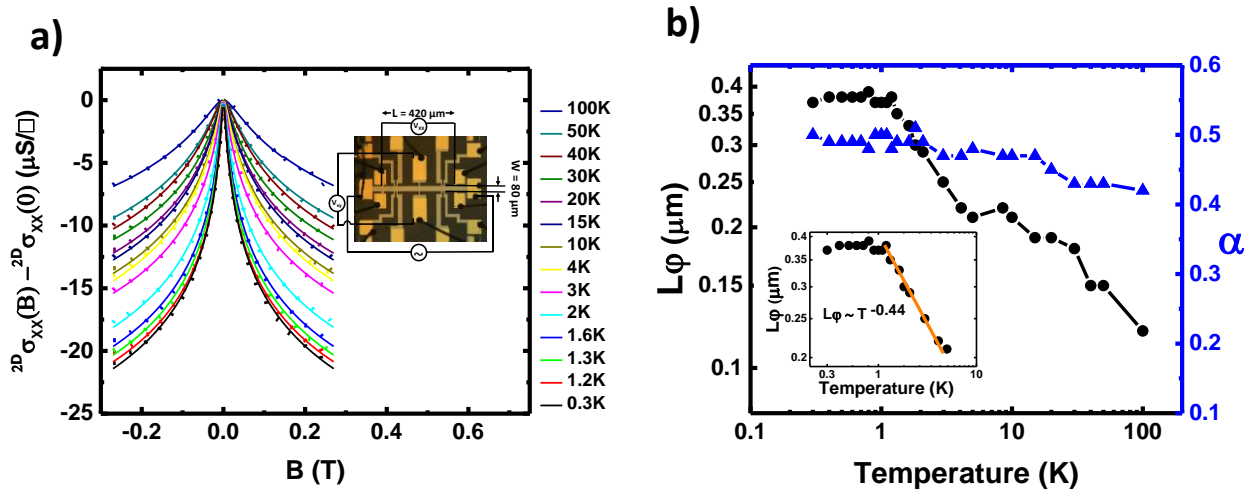 a)
²ᴰσxx(B) – ²ᴰσxx(0) (μS/□)
0
-5
-10
-15
-20
-25
-0.2
0.0
0.2
0.4
0.6
B (T)
L = 420 μm
Vxx
W = 80 μm
Vxy
~
100K
50K
40K
30K
20K
15K
10K
4K
3K
2K
1.6K
1.3K
1.2K
0.3K
b)
Lφ (μm)
0.4
0.35
0.3
0.25
0.2
0.15
0.1
0.1
1
10
100
Temperature (K)
0.6
0.5
0.4
0.3
0.2
0.1
α
Lφ (μm)
0.4
0.35
0.3
0.25
0.2
Lφ ~ T -0.44
0.3
1
10
Temperature (K)